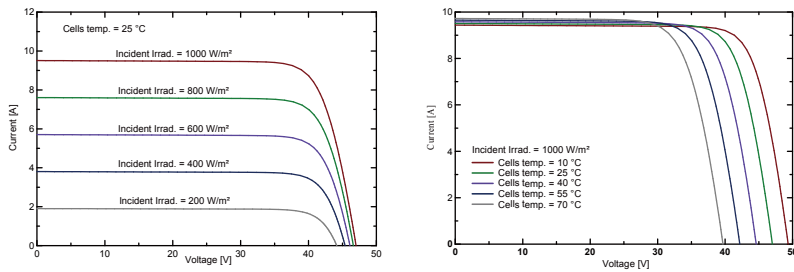 12
10
8
6
4
2
0
Current [A]
Cells temp. = 25 °C
Incident Irrad. = 1000 W/m²
Incident Irrad. = 800 W/m²
Incident Irrad. = 600 W/m²
Incident Irrad. = 400 W/m²
Incident Irrad. = 200 W/m²
0 10 20 30 40 50
Voltage [V]
10
8
6
4
2
0
Current [A]
Incident Irrad. = 1000 W/m²
Cells temp. = 10 °C
Cells temp. = 25 °C
Cells temp. = 40 °C
Cells temp. = 55 °C
Cells temp. = 70 °C
0 10 20 30 40 50
Voltage [V]